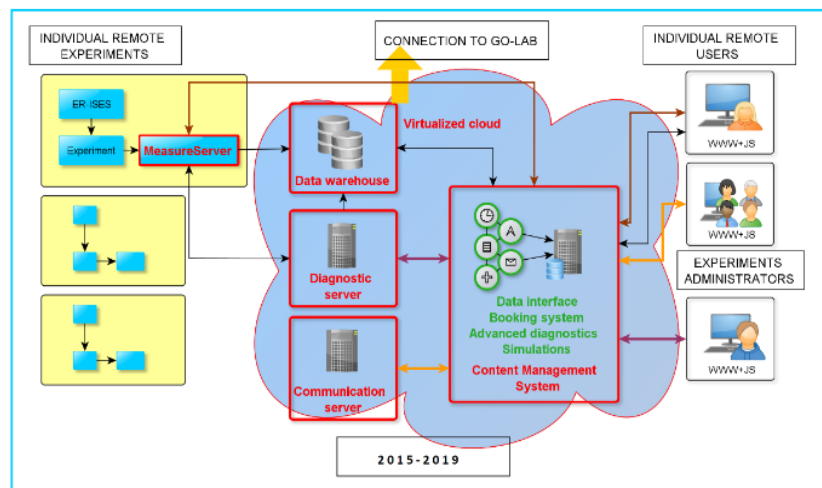 INDIVIDUAL REMOTE
EXPERIMENTS
CONNECTION TO GO-LAB
INDIVIDUAL REMOTE
USERS
ER-ISES
Experiment
MeasureServer
Virtualized cloud
Data warehouse
WWW+JS
WWW+JS
EXPERIMENTS
ADMINISTRATORS
Diagnostic
server
A
Data interface
Booking system
Advanced diagnostics
Simulations
Content Management
System
Communication
server
WWW+JS
2015-2019